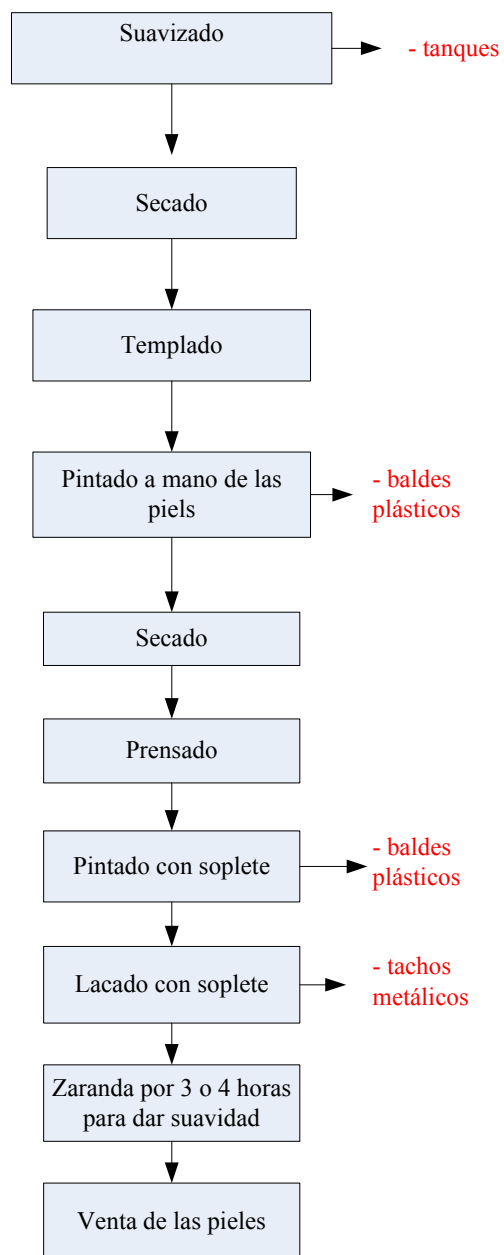 Suavizado
- tanques
Secado
Templado
Pintado a mano de las
piels
- baldes
plásticos
Secado
Prensado
Pintado con soplete
- baldes
plásticos
Lacado con soplete
- tachos
metálicos
Zaranda por 3 o 4 horas
para dar suavidad
Venta de las pieles